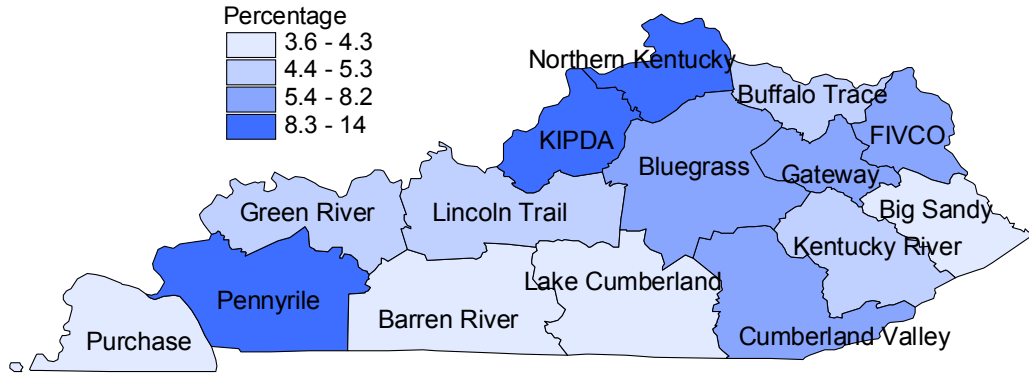 Percentage
3.6 - 4.3
4.4 - 5.3
5.4 - 8.2
8.3 - 14
Northern Kentucky
Buffalo Trace
KIPDA
FIVCO
Bluegrass
Gateway
Green River
Lincoln Trail
Big Sandy
Kentucky River
Lake Cumberland
Pennyrile
Barren River
Purchase
Cumberland Valley